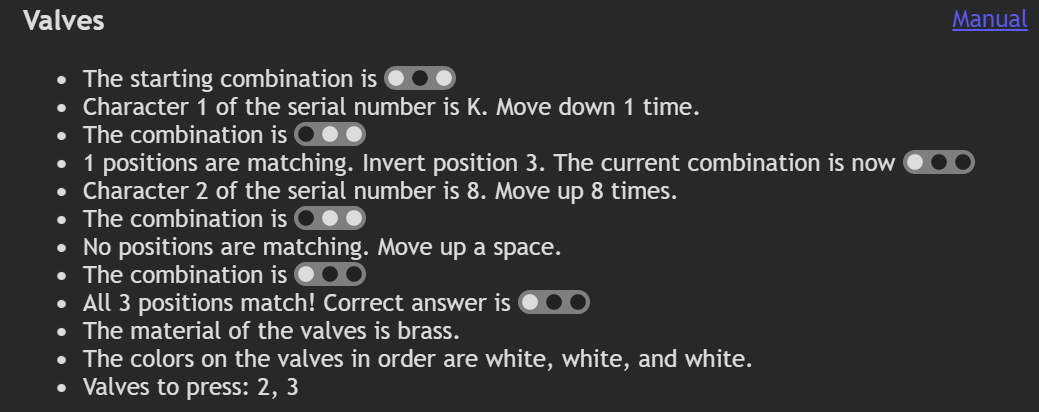 Valves
Manual
• The starting combination is
• Character 1 of the serial number is K. Move down 1 time.
• The combination is
• 1 positions are matching. Invert position 3. The current combination is now
• Character 2 of the serial number is 8. Move up 8 times.
• The combination is
• No positions are matching. Move up a space.
• The combination is
• All 3 positions match! Correct answer is
• The material of the valves is brass.
• The colors on the valves in order are white, white, and white.
• Valves to press: 2, 3